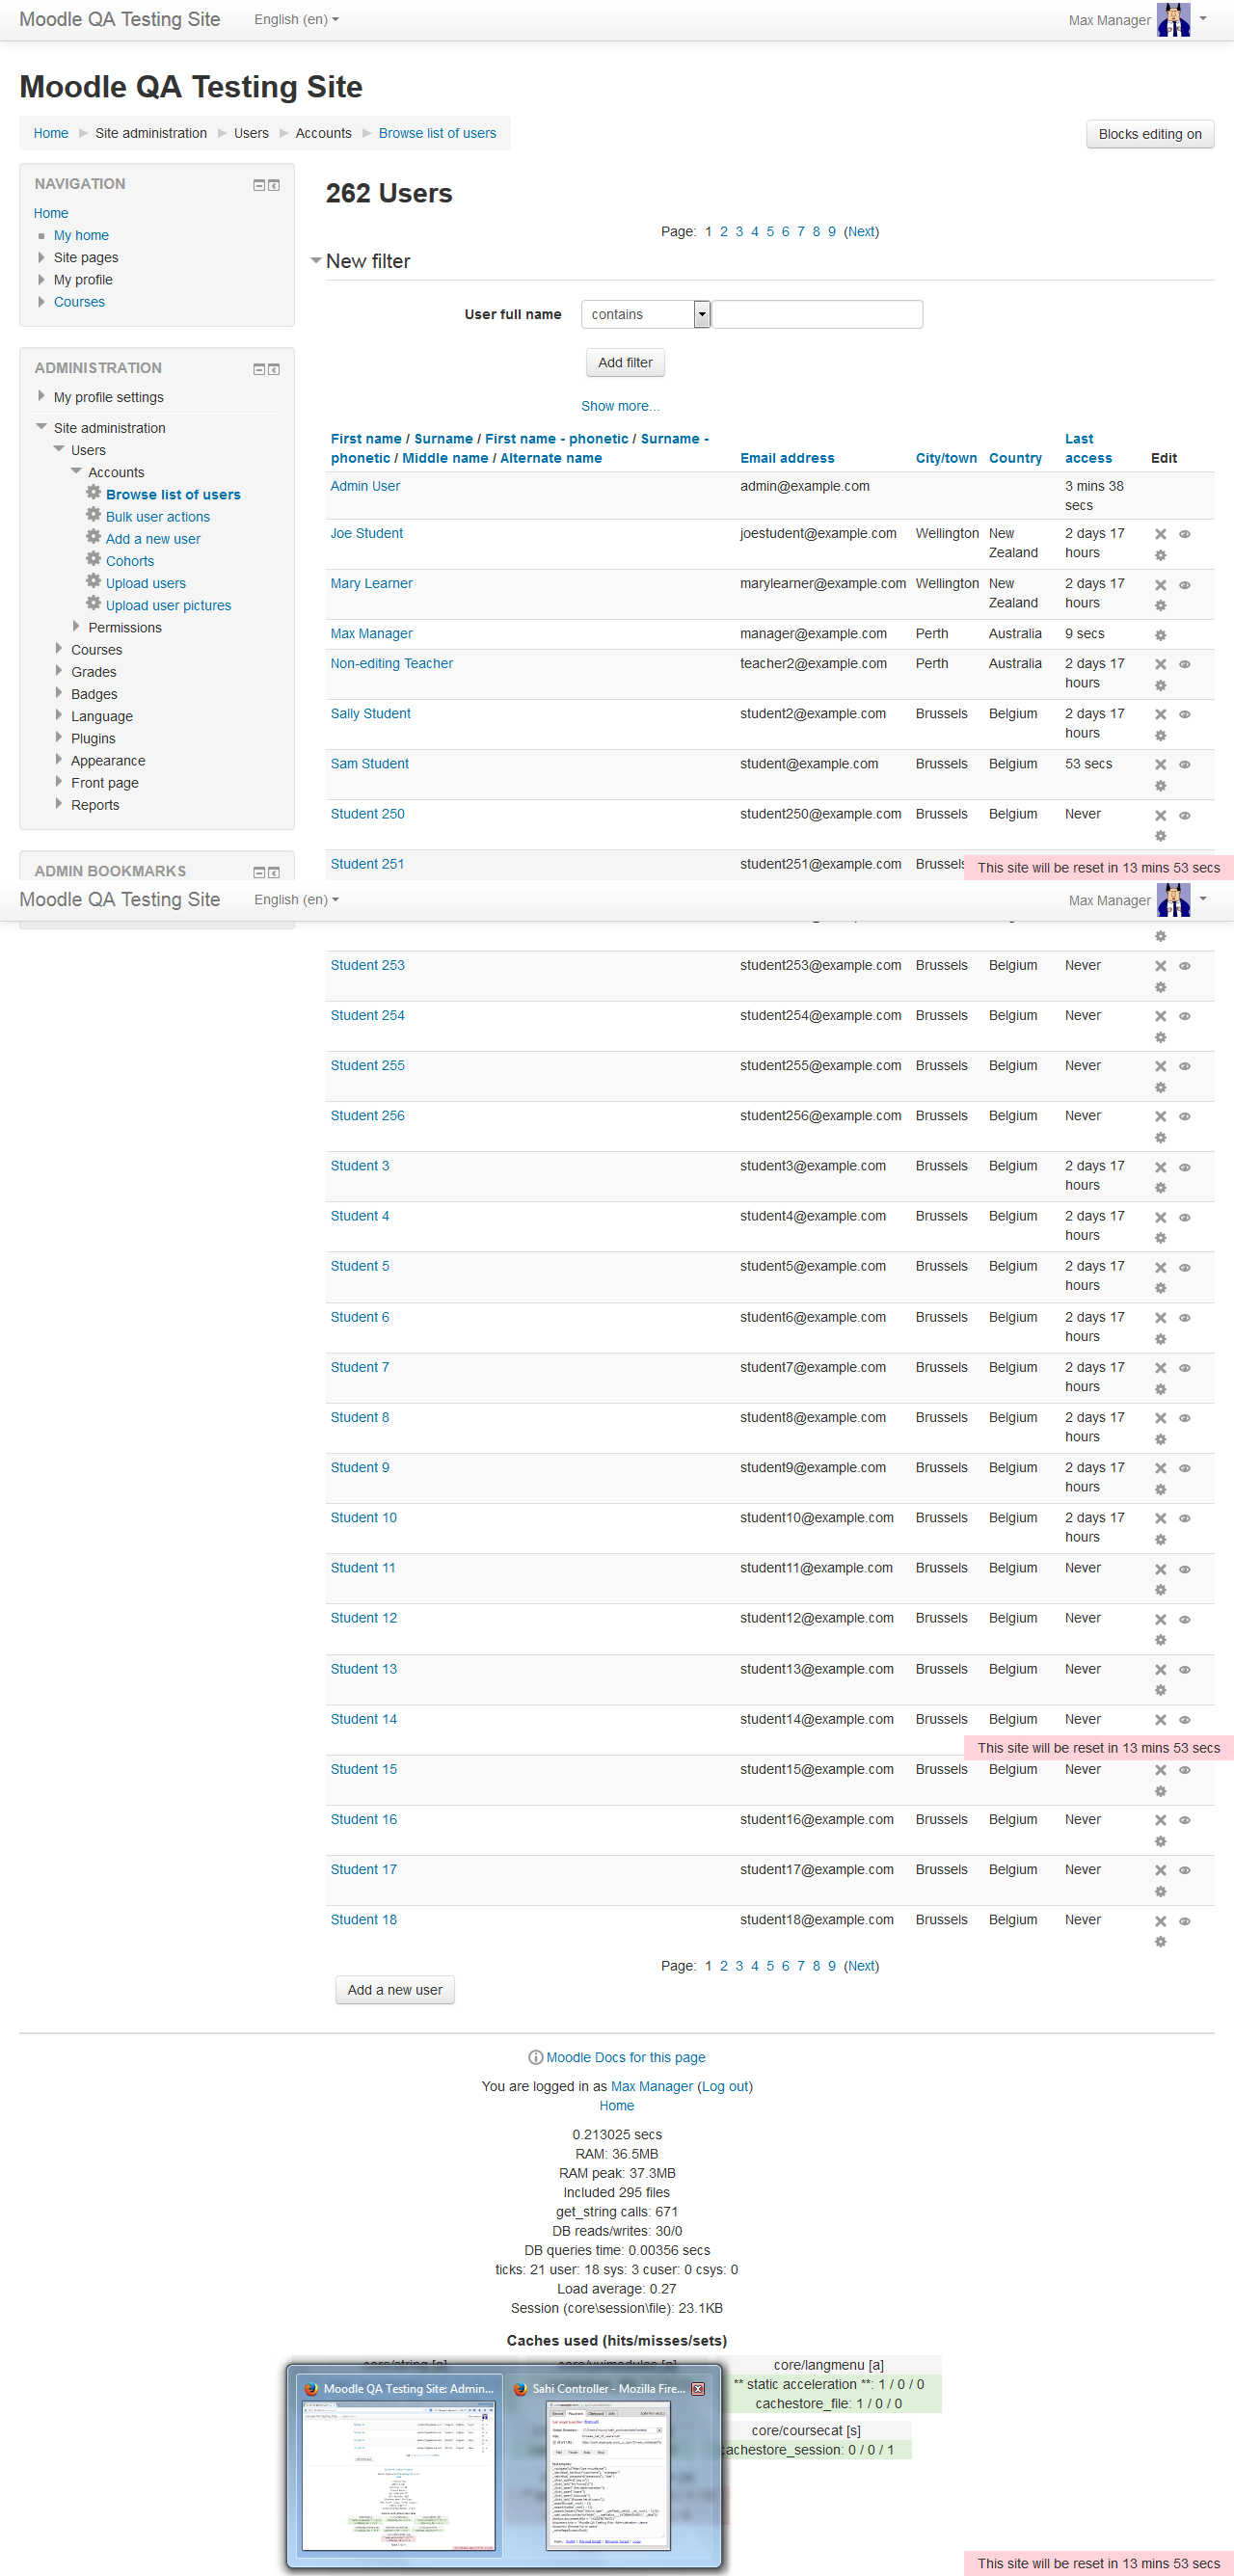 Moodle QA Testing Site English (en) Max Manager
Moodle QA Testing Site
Home Site administration Users Accounts Browse list of users Blocks editing on
NAVIGATION
Home
My home
Site pages
My profile
Courses
ADMINISTRATION
My profile settings
Site administration
Users
Accounts
Browse list of users
Bulk user actions
Add a new user
Cohorts
Upload users
Upload user pictures
Permissions
Courses
Grades
Badges
Language
Plugins
Appearance
Front page
Reports
ADMIN BOOKMARKS
262 Users
Page: 1 2 3 4 5 6 7 8 9 (Next)
New filter
User full name contains
Add filter
Show more...
First name / Surname / First name - phonetic / Surname -
phonetic / Middle name / Alternate name Email address City/town Country Last
access Edit
Admin User admin@example.com 3 mins 38
secs
Joe Student joestudent@example.com Wellington New 2 days 17
Zealand hours
Mary Learner marylearner@example.com Wellington New 2 days 17
Zealand hours
Max Manager manager@example.com Perth Australia 9 secs
Non-editing Teacher teacher2@example.com Perth Australia 2 days 17
hours
Sally Student student2@example.com Brussels Belgium 2 days 17
hours
Sam Student student@example.com Brussels Belgium 53 secs
Student 250 student250@example.com Brussels Belgium Never
Student 251 student251@example.com Brussels
This site will be reset in 13 mins 53 secs
Moodle QA Testing Site English (en) Max Manager
Student 253 student253@example.com Brussels Belgium Never
Student 254 student254@example.com Brussels Belgium Never
Student 255 student255@example.com Brussels Belgium Never
Student 256 student256@example.com Brussels Belgium Never
Student 3 student3@example.com Brussels Belgium 2 days 17
hours
Student 4 student4@example.com Brussels Belgium 2 days 17
hours
Student 5 student5@example.com Brussels Belgium 2 days 17
hours
Student 6 student6@example.com Brussels Belgium 2 days 17
hours
Student 7 student7@example.com Brussels Belgium 2 days 17
hours
Student 8 student8@example.com Brussels Belgium 2 days 17
hours
Student 9 student9@example.com Brussels Belgium 2 days 17
hours
Student 10 student10@example.com Brussels Belgium 2 days 17
hours
Student 11 student11@example.com Brussels Belgium Never
Student 12 student12@example.com Brussels Belgium Never
Student 13 student13@example.com Brussels Belgium Never
Student 14 student14@example.com Brussels Belgium Never
This site will be reset in 13 mins 53 secs
Student 15 student15@example.com Brussels Belgium Never
Student 16 student16@example.com Brussels Belgium Never
Student 17 student17@example.com Brussels Belgium Never
Student 18 student18@example.com Brussels Belgium Never
Page: 1 2 3 4 5 6 7 8 9 (Next)
Add a new user
Moodle Docs for this page
You are logged in as Max Manager (Log out)
Home
0.213025 secs
RAM: 36.5MB
RAM peak: 37.3MB
Included 295 files
get_string calls: 671
DB reads/writes: 30/0
DB queries time: 0.00356 secs
ticks: 21 user: 18 sys: 3 cuser: 0 csys: 0
Load average: 0.27
Session (core\session\file): 23.1KB
Caches used (hits/misses/sets)
core/langmenu [a]
** static acceleration **: 1 / 0 / 0
cachestore_file: 1 / 0 / 0
core/coursecat [s]
cachestore_session: 0 / 0 / 1
Moodle QA Testing Site: Admin... Sahi Controller - Mozilla Fire...
This site will be reset in 13 mins 53 secs